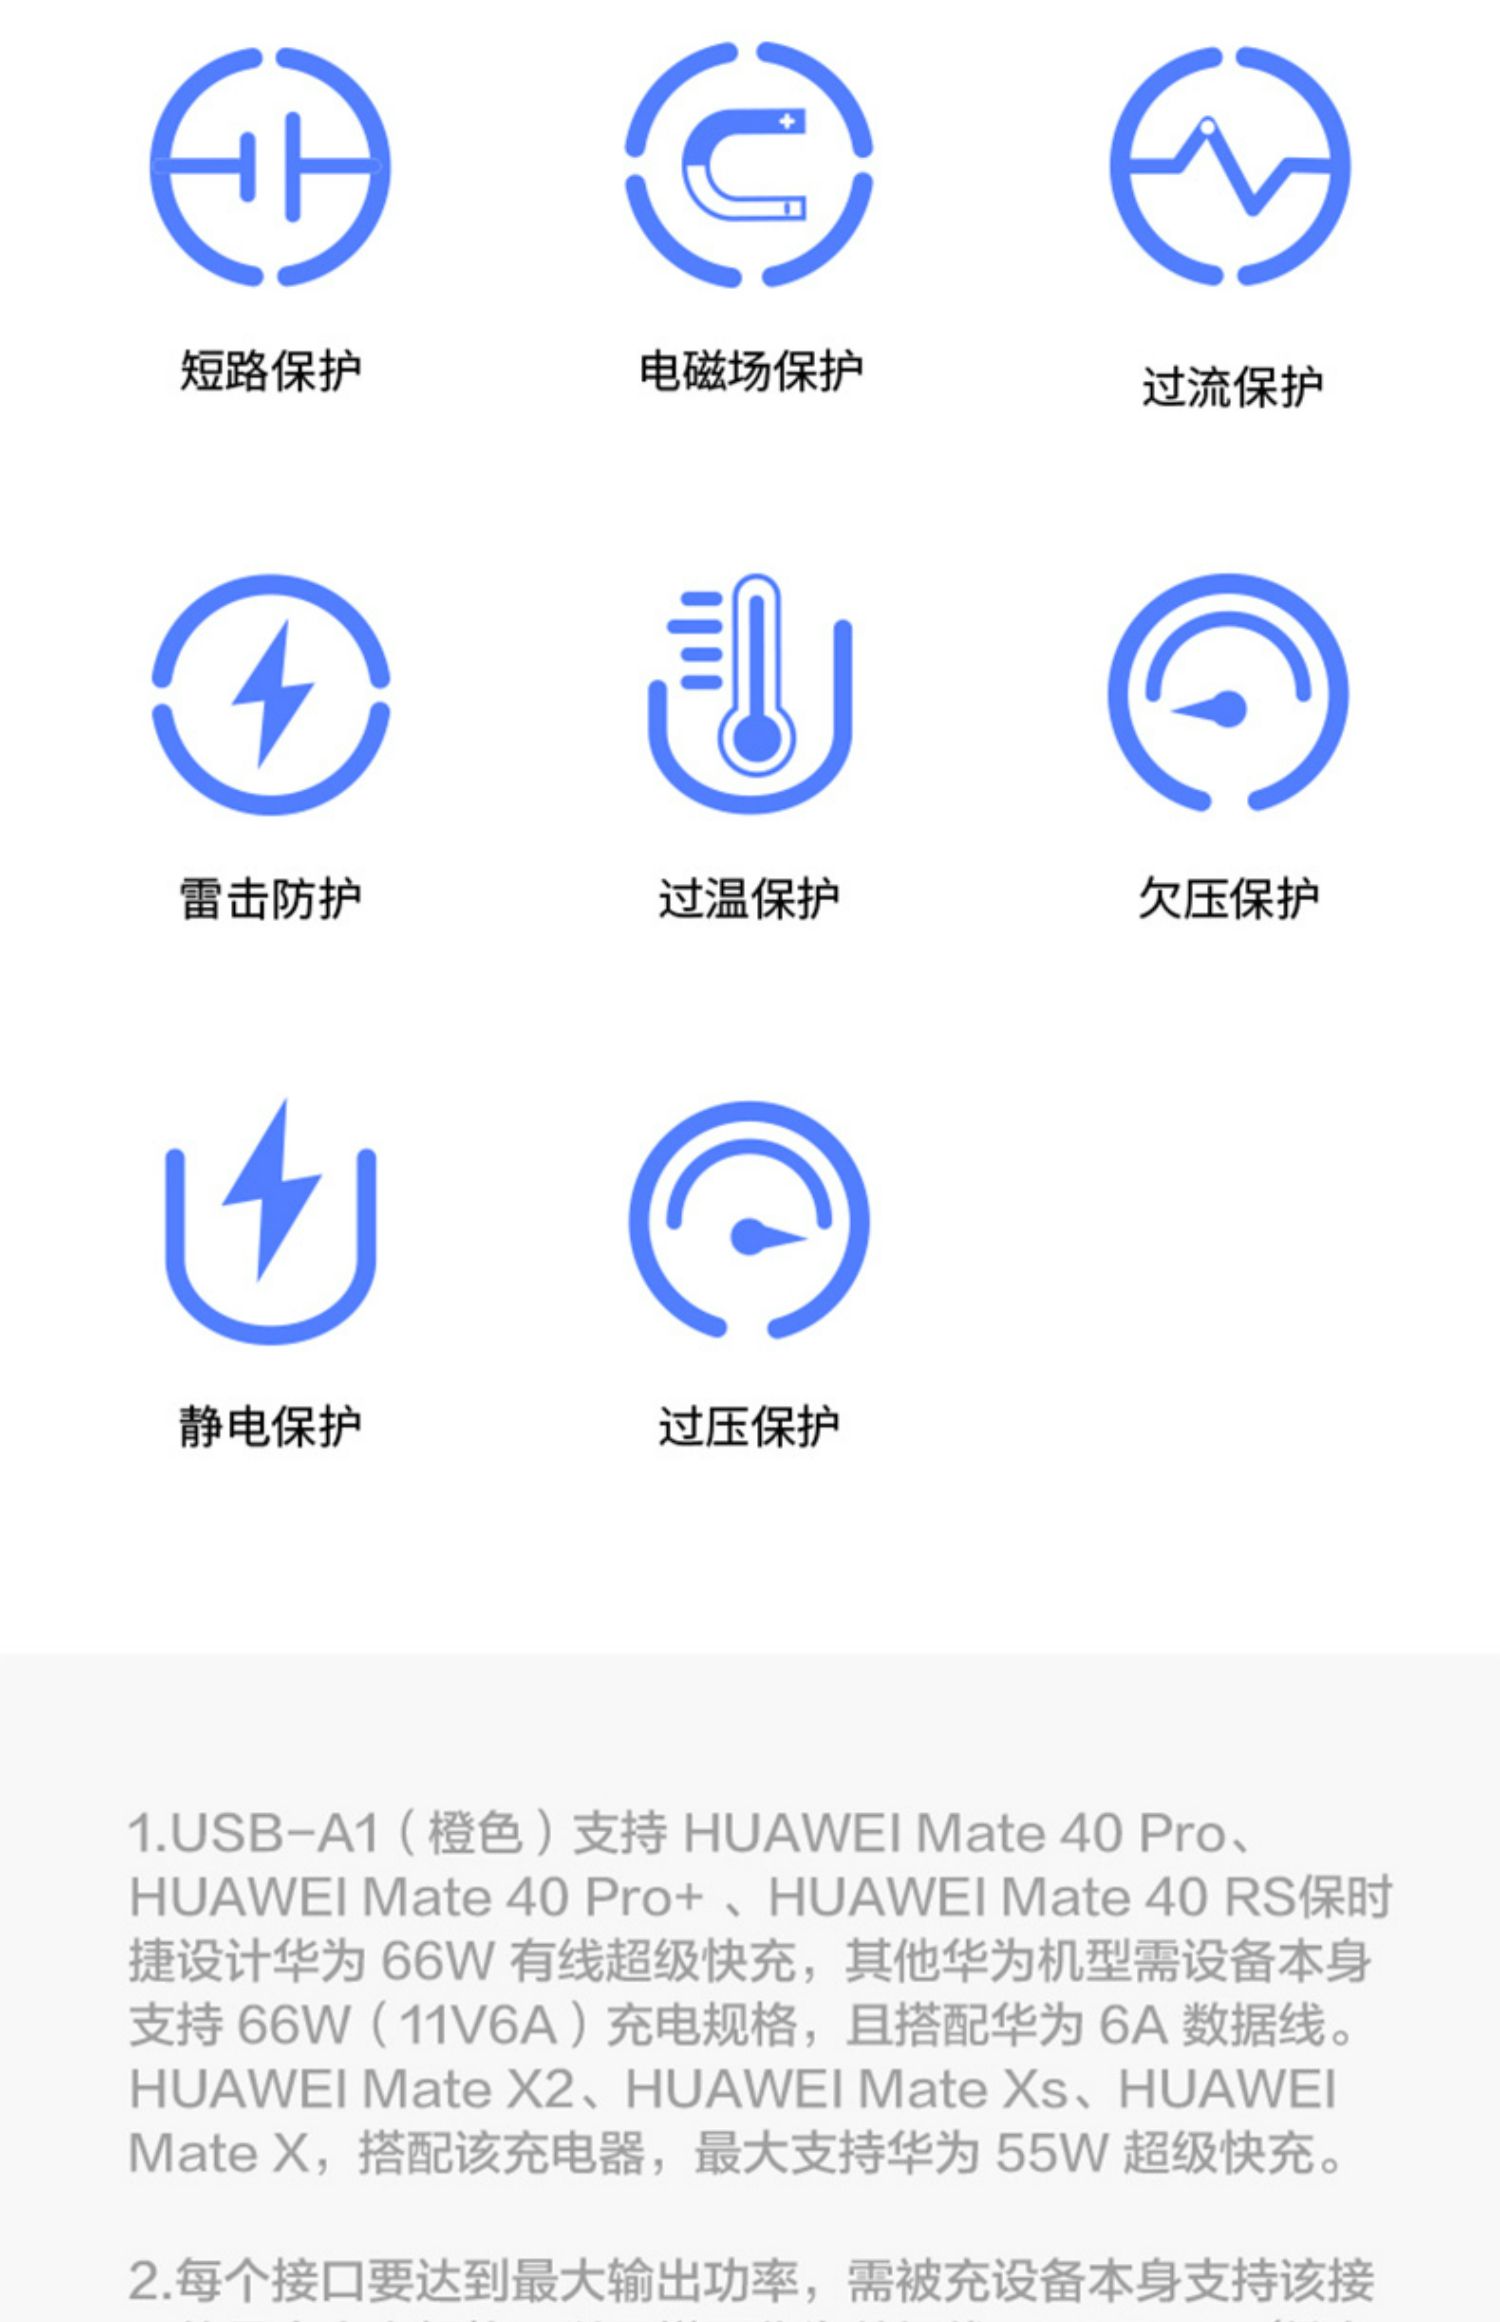 短路保护 电磁场保护 过流保护
雷击防护 过温保护 欠压保护
静电保护 过压保护
1.USB-A1（橙色）支持 HUAWEI Mate 40 Pro、
HUAWEI Mate 40 Pro+ 、HUAWEI Mate 40 RS保时
捷设计华为 66W 有线超级快充，其他华为机型需设备本身
支持 66W（11V6A）充电规格，且搭配华为 6A 数据线。
HUAWEI Mate X2、HUAWEI Mate Xs、HUAWEI
Mate X，搭配该充电器，最大支持华为 55W 超级快充。
2.每个接口要达到最大输出功率，需被充设备本身支持该接